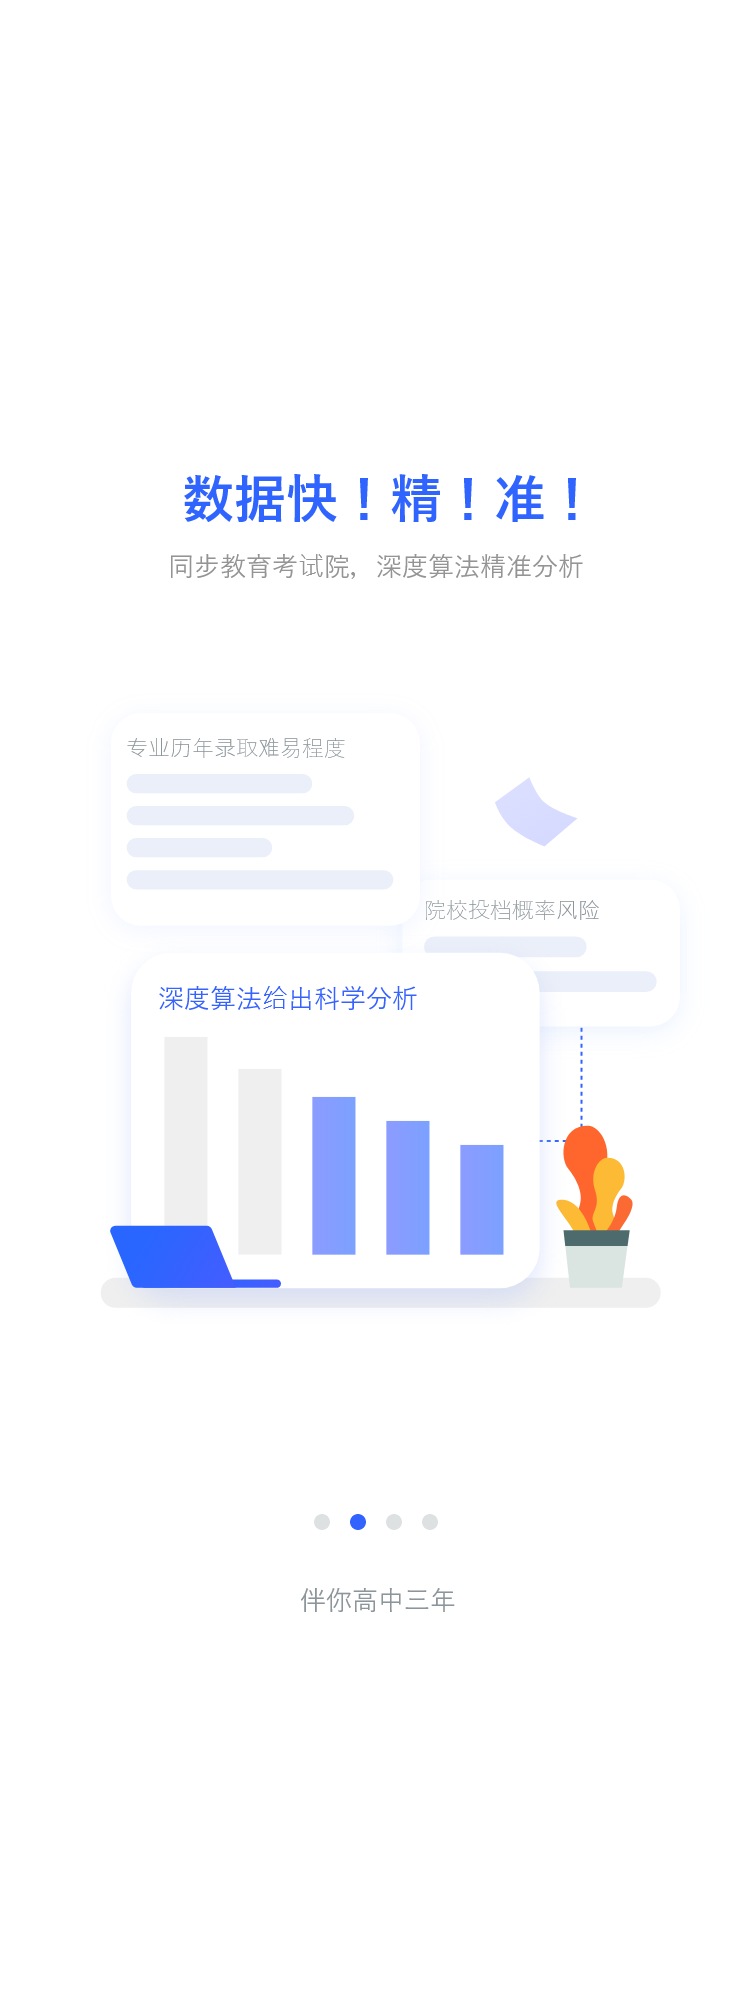 数据快！精！准！
同步教育考试院，深度算法精准分析
专业历年录取难易程度
院校投档概率风险
深度算法给出科学分析
伴你高中三年